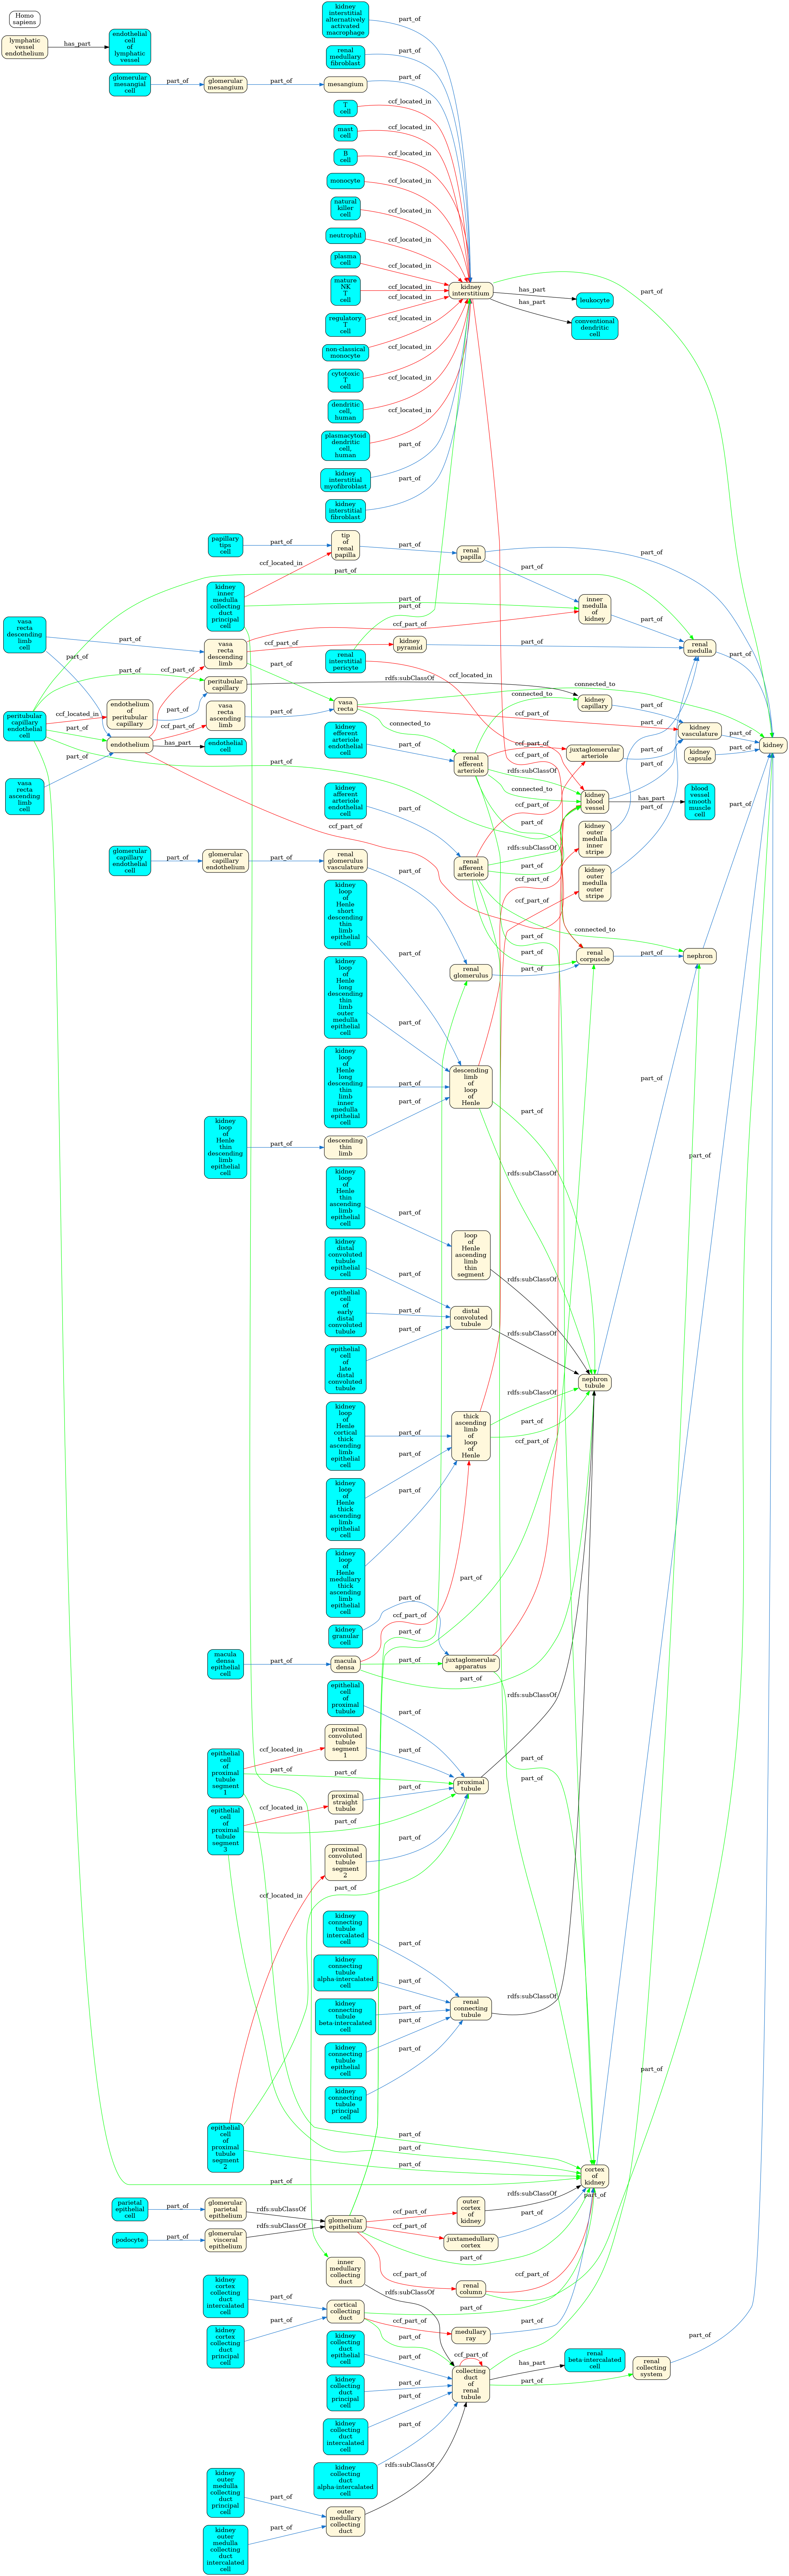 Homo
sapiens
lymphatic
vessel
endothelium
has_part
endothelial
cell
of
lymphatic
vessel
glomerular
mesangial
cell
part_of
glomerular
mesangium
part_of
mesangium
part_of
kidney
interstitial
alternatively
activated
macrophage
part_of
renal
medullary
fibroblast
part_of
T
cell
ccf_located_in
mast
cell
ccf_located_in
B
cell
ccf_located_in
monocyte
ccf_located_in
natural
killer
cell
ccf_located_in
neutrophil
ccf_located_in
plasma
cell
ccf_located_in
mature
NK
T
cell
ccf_located_in
regulatory
T
cell
ccf_located_in
non-classical
monocyte
ccf_located_in
cytotoxic
T
cell
ccf_located_in
dendritic
cell,
human
ccf_located_in
plasmacytoid
dendritic
cell,
human
ccf_located_in
kidney
interstitial
myofibroblast
part_of
kidney
interstitial
fibroblast
part_of
kidney
interstitium
has_part
leukocyte
has_part
conventional
dendritic
cell
part_of
papillary
tips
cell
part_of
tip
of
renal
papilla
part_of
renal
papilla
part_of
part_of
kidney
inner
medulla
collecting
duct
principal
cell
ccf_located_in
part_of
part_of
part_of
inner
medulla
of
kidney
part_of
vasa
recta
descending
limb
cell
part_of
part_of
vasa
recta
descending
limb
ccf_part_of
ccf_part_of
part_of
kidney
pyramid
part_of
renal
medulla
part_of
renal
interstitial
pericyte
ccf_located_in
peritubular
capillary
endothelial
cell
ccf_located_in
part_of
part_of
part_of
endothelium
of
peritubular
capillary
part_of
ccf_part_of
peritubular
capillary
rdfs:subClassOf
kidney
capillary
part_of
vasa
recta
ascending
limb
part_of
vasa
recta
connected_to
connected_to
ccf_part_of
endothelium
ccf_part_of
has_part
endothelial
cell
ccf_part_of
vasa
recta
ascending
limb
cell
part_of
kidney
efferent
arteriole
endothelial
cell
part_of
renal
efferent
arteriole
connected_to
rdfs:subClassOf
connected_to
part_of
part_of
ccf_part_of
juxtaglomerular
arteriole
part_of
kidney
vasculature
part_of
kidney
kidney
capsule
part_of
kidney
afferent
arteriole
endothelial
cell
part_of
renal
afferent
arteriole
ccf_part_of
rdfs:subClassOf
part_of
connected_to
part_of
kidney
blood
vessel
part_of
has_part
blood
vessel
smooth
muscle
cell
kidney
outer
medulla
inner
stripe
part_of
kidney
outer
medulla
outer
stripe
part_of
glomerular
capillary
endothelial
cell
part_of
glomerular
capillary
endothelium
part_of
renal
glomerulus
vasculature
part_of
renal
glomerulus
part_of
renal
corpuscle
part_of
nephron
part_of
kidney
loop
of
Henle
short
descending
thin
limb
epithelial
cell
part_of
kidney
loop
of
Henle
long
descending
thin
limb
outer
medulla
epithelial
cell
part_of
kidney
loop
of
Henle
long
descending
thin
limb
inner
medulla
epithelial
cell
part_of
kidney
loop
of
Henle
thin
descending
limb
epithelial
cell
part_of
descending
thin
limb
part_of
descending
limb
of
loop
of
Henle
ccf_part_of
ccf_part_of
part_of
rdfs:subClassOf
kidney
loop
of
Henle
thin
ascending
limb
epithelial
cell
part_of
loop
of
Henle
ascending
limb
thin
segment
rdfs:subClassOf
kidney
distal
convoluted
tubule
epithelial
cell
part_of
epithelial
cell
of
early
distal
convoluted
tubule
part_of
epithelial
cell
of
late
distal
convoluted
tubule
part_of
distal
convoluted
tubule
rdfs:subClassOf
nephron
tubule
part_of
kidney
loop
of
Henle
cortical
thick
ascending
limb
epithelial
cell
part_of
kidney
loop
of
Henle
thick
ascending
limb
epithelial
cell
part_of
kidney
loop
of
Henle
medullary
thick
ascending
limb
epithelial
cell
part_of
thick
ascending
limb
of
loop
of
Henle
rdfs:subClassOf
part_of
ccf_part_of
kidney
granular
cell
part_of
macula
densa
epithelial
cell
part_of
macula
densa
ccf_part_of
part_of
part_of
part_of
juxtaglomerular
apparatus
part_of
part_of
epithelial
cell
of
proximal
tubule
part_of
epithelial
cell
of
proximal
tubule
segment
1
ccf_located_in
part_of
proximal
convoluted
tubule
segment
1
part_of
epithelial
cell
of
proximal
tubule
segment
3
ccf_located_in
part_of
proximal
straight
tubule
part_of
proximal
convoluted
tubule
segment
2
part_of
part_of
ccf_located_in
proximal
tubule
rdfs:subClassOf
kidney
connecting
tubule
intercalated
cell
part_of
kidney
connecting
tubule
alpha-intercalated
cell
part_of
kidney
connecting
tubule
beta-intercalated
cell
part_of
kidney
connecting
tubule
epithelial
cell
part_of
kidney
connecting
tubule
principal
cell
part_of
renal
connecting
tubule
rdfs:subClassOf
epithelial
cell
of
proximal
tubule
segment
2
part_of
part_of
part_of
part_of
cortex
of
kidney
part_of
part_of
parietal
epithelial
cell
part_of
glomerular
parietal
epithelium
rdfs:subClassOf
podocyte
part_of
glomerular
visceral
epithelium
rdfs:subClassOf
glomerular
epithelium
ccf_part_of
ccf_part_of
part_of
ccf_part_of
outer
cortex
of
kidney
rdfs:subClassOf
juxtamedullary
cortex
part_of
renal
column
ccf_part_of
part_of
inner
medullary
collecting
duct
rdfs:subClassOf
kidney
cortex
collecting
duct
intercalated
cell
part_of
kidney
cortex
collecting
duct
principal
cell
part_of
cortical
collecting
duct
part_of
ccf_part_of
part_of
medullary
ray
part_of
kidney
collecting
duct
epithelial
cell
part_of
kidney
collecting
duct
principal
cell
part_of
kidney
collecting
duct
intercalated
cell
part_of
kidney
collecting
duct
alpha-intercalated
cell
part_of
collecting
duct
of
renal
tubule
ccf_part_of
has_part
part_of
renal
beta-intercalated
cell
renal
collecting
system
part_of
kidney
outer
medulla
collecting
duct
principal
cell
part_of
kidney
outer
medulla
collecting
duct
intercalated
cell
part_of
outer
medullary
collecting
duct
rdfs:subClassOf